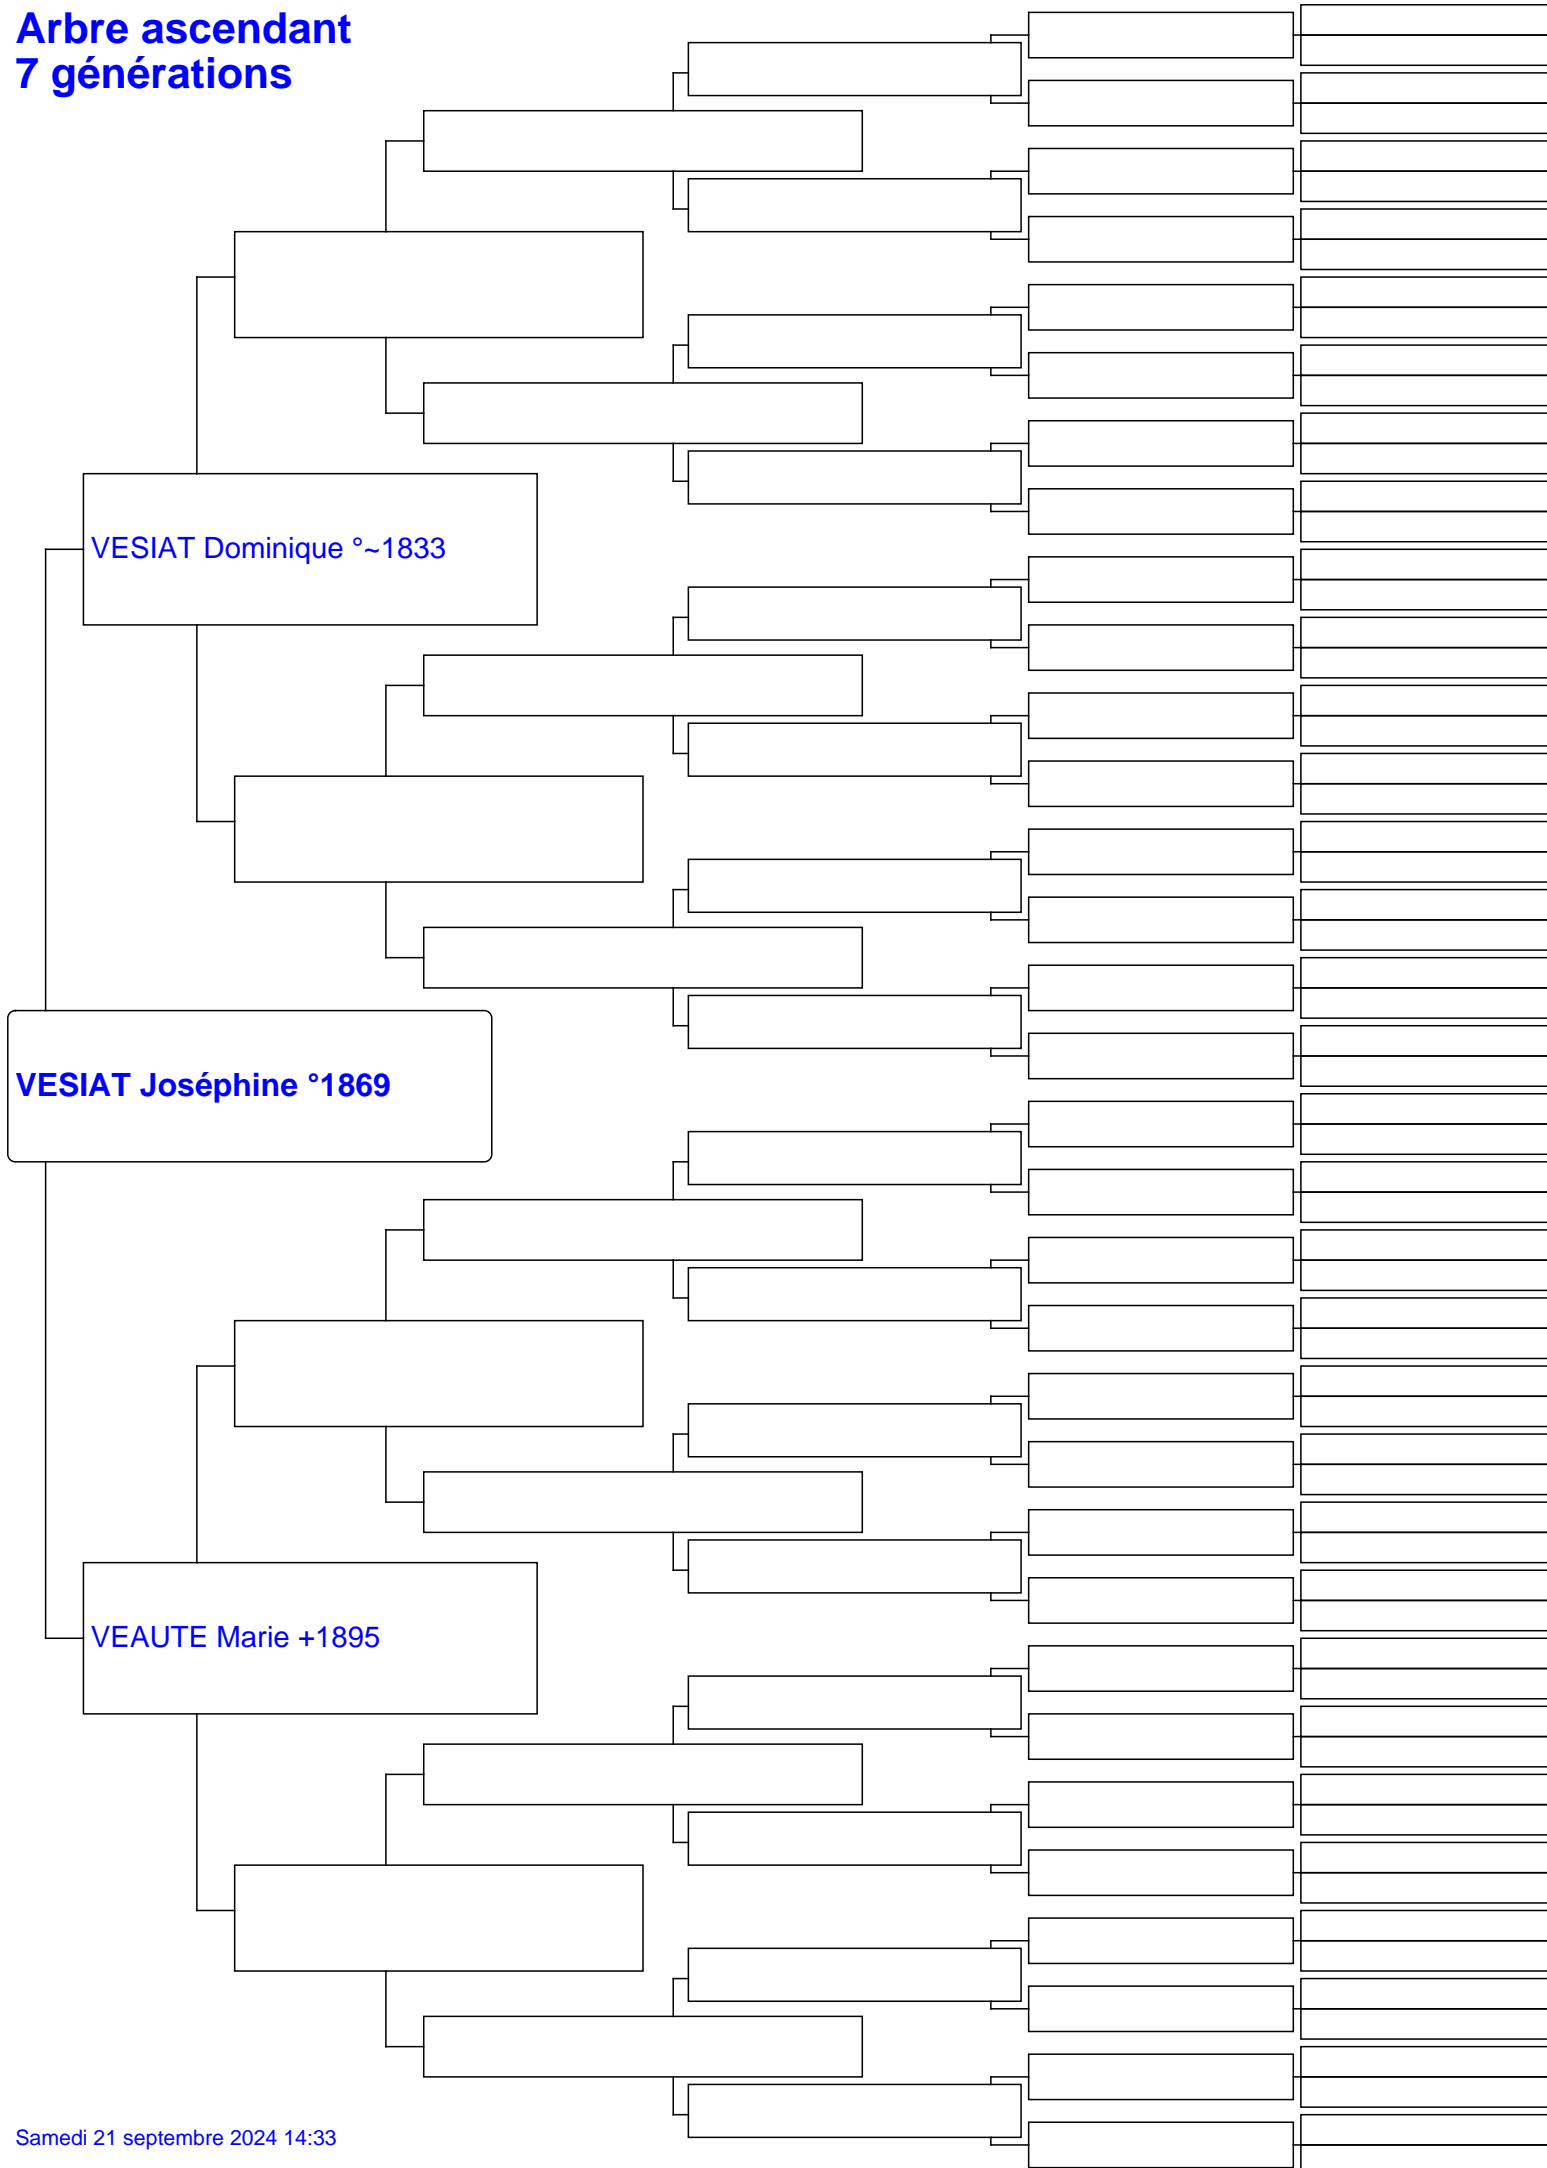 Arbre ascendant
7 générations
VESIAT Dominique °~1833
VESIAT Joséphine °1869
VEAUTE Marie +1895
Samedi 21 septembre 2024 14:33